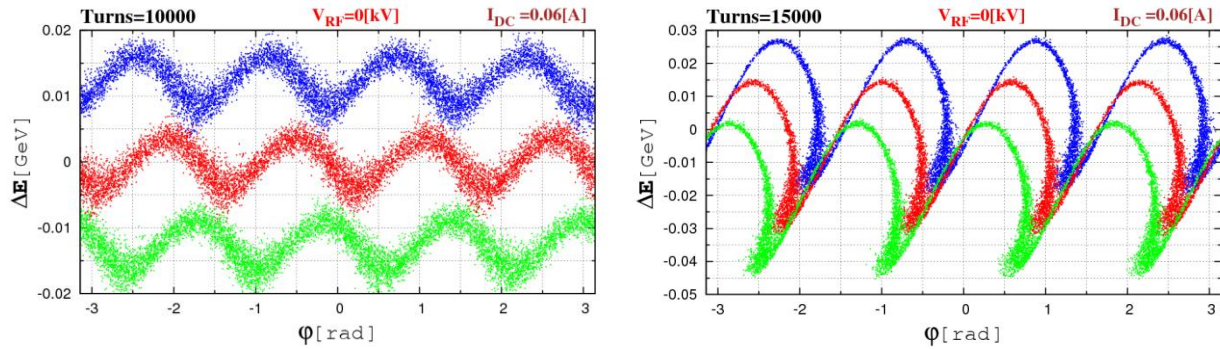 Turns=10000 V_RF=0[kV] I_DC =0.06[A]
0.02
0.01
0
-0.01
-0.02
ΔE[GeV]
-3 -2 -1 0 1 2 3
φ[rad]
Turns=15000 V_RF=0[kV] I_DC =0.06[A]
0.03
0.02
0.01
0
-0.01
-0.02
-0.03
-0.04
-0.05
ΔE[GeV]
-3 -2 -1 0 1 2 3
φ[rad]